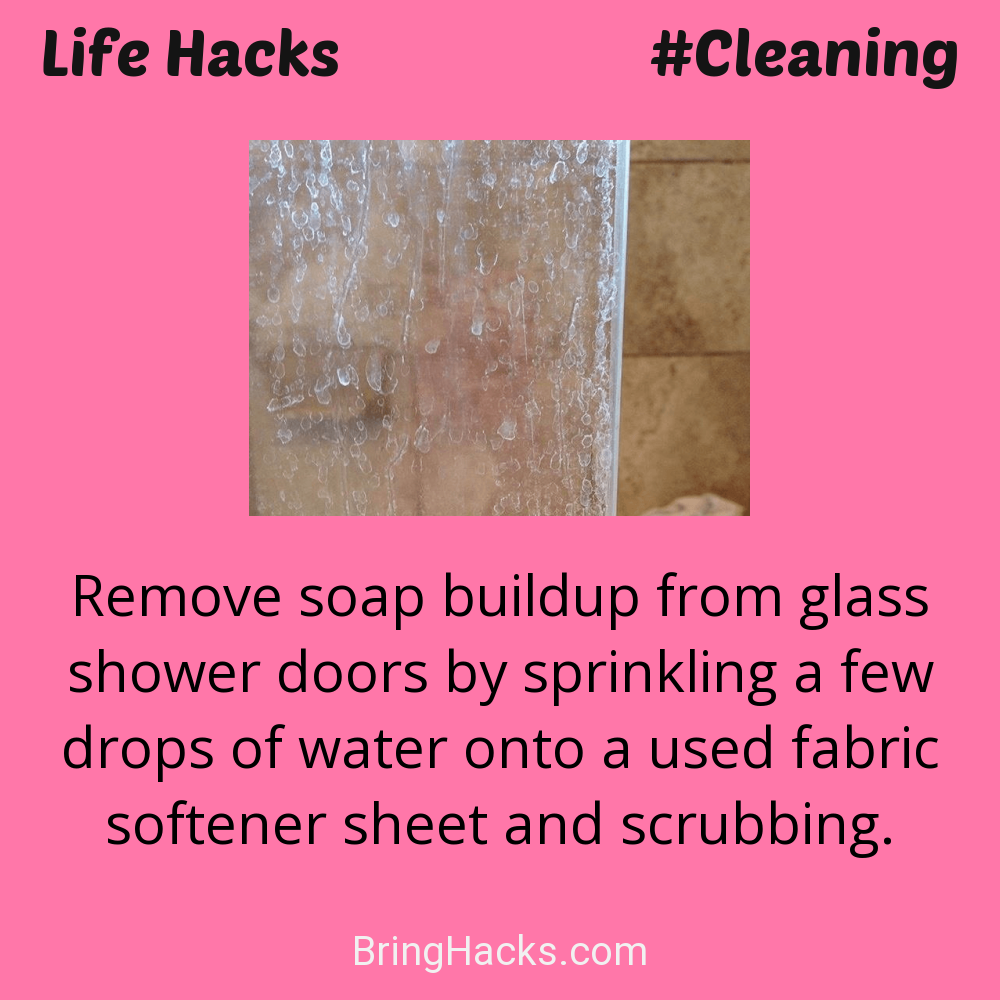 Life Hacks #Cleaning
Remove soap buildup from glass
shower doors by sprinkling a few
drops of water onto a used fabric
softener sheet and scrubbing.
BringHacks.com